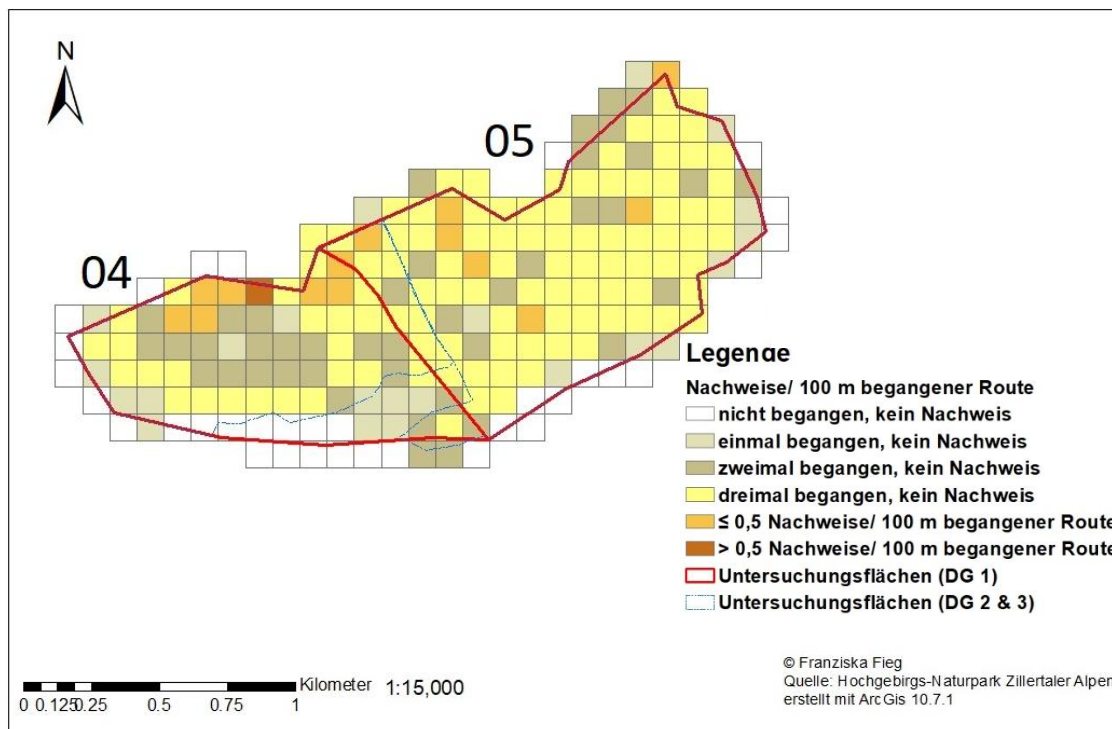 N
05
04
Legende
Nachweise/ 100 m begangener Route
nicht begangen, kein Nachweis
einmal begangen, kein Nachweis
zweimal begangen, kein Nachweis
dreimal begangen, kein Nachweis
≤ 0,5 Nachweise/ 100 m begangener Route
> 0,5 Nachweise/ 100 m begangener Route
Untersuchungsflächen (DG 1)
Untersuchungsflächen (DG 2 & 3)
Kilometer 1:15,000
0 0.125 0.25 0.5 0.75 1
© Franziska Fieg
Quelle: Hochgebirgs-Naturpark Zillertaler Alpen
erstellt mit ArcGis 10.7.1